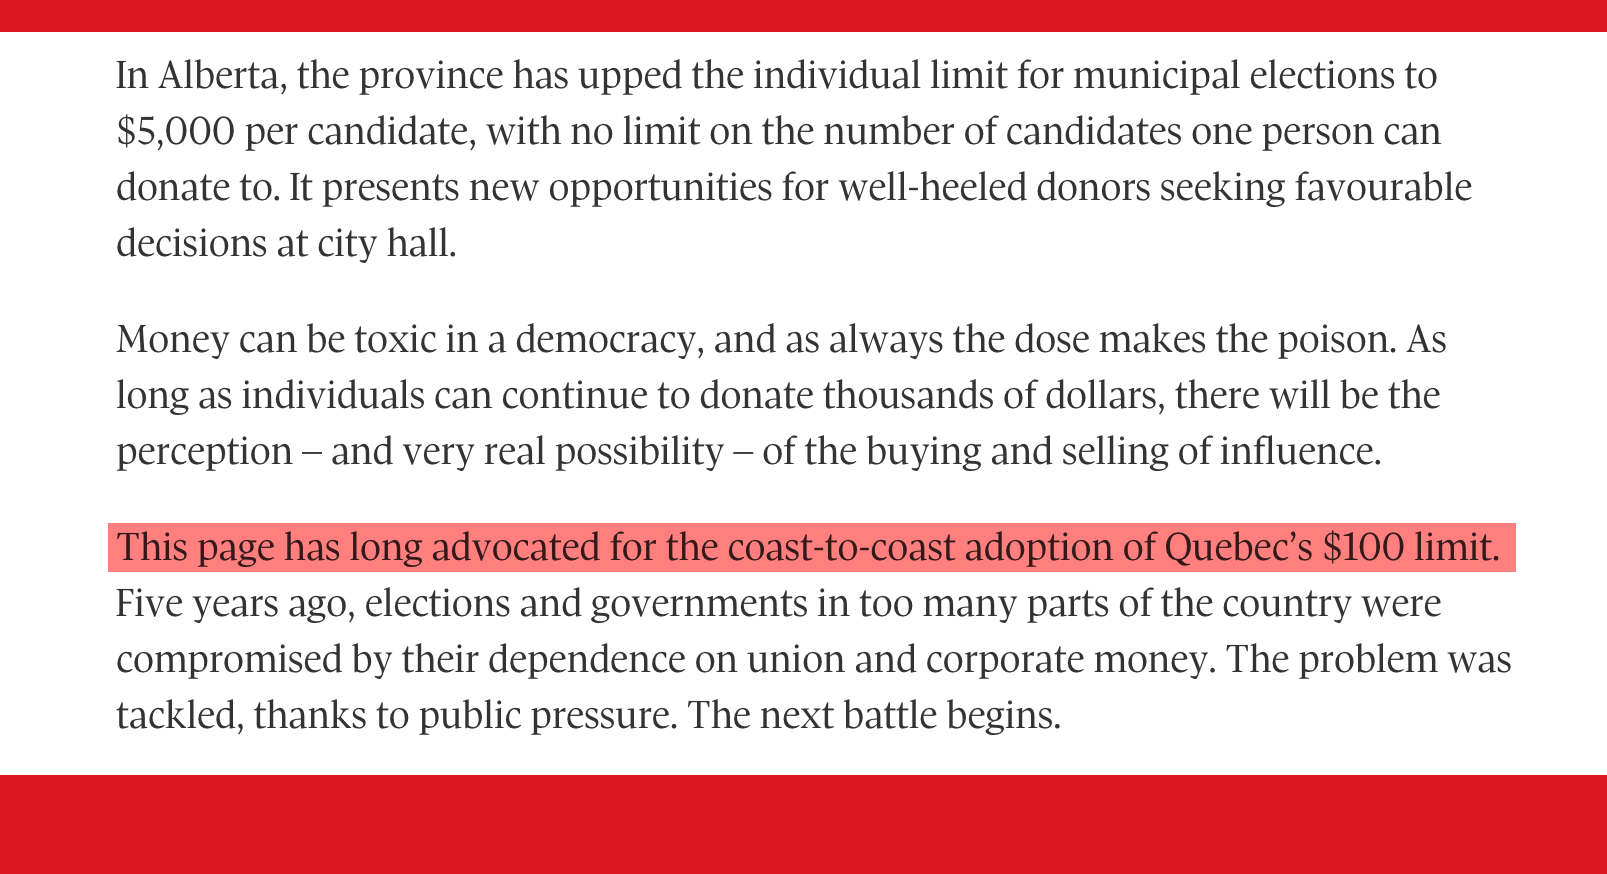 In Alberta, the province has upped the individual limit for municipal elections to
$5,000 per candidate, with no limit on the number of candidates one person can
donate to. It presents new opportunities for well-heeled donors seeking favourable
decisions at city hall.
Money can be toxic in a democracy, and as always the dose makes the poison. As
long as individuals can continue to donate thousands of dollars, there will be the
perception – and very real possibility – of the buying and selling of influence.
This page has long advocated for the coast-to-coast adoption of Quebec’s $100 limit.
Five years ago, elections and governments in too many parts of the country were
compromised by their dependence on union and corporate money. The problem was
tackled, thanks to public pressure. The next battle begins.